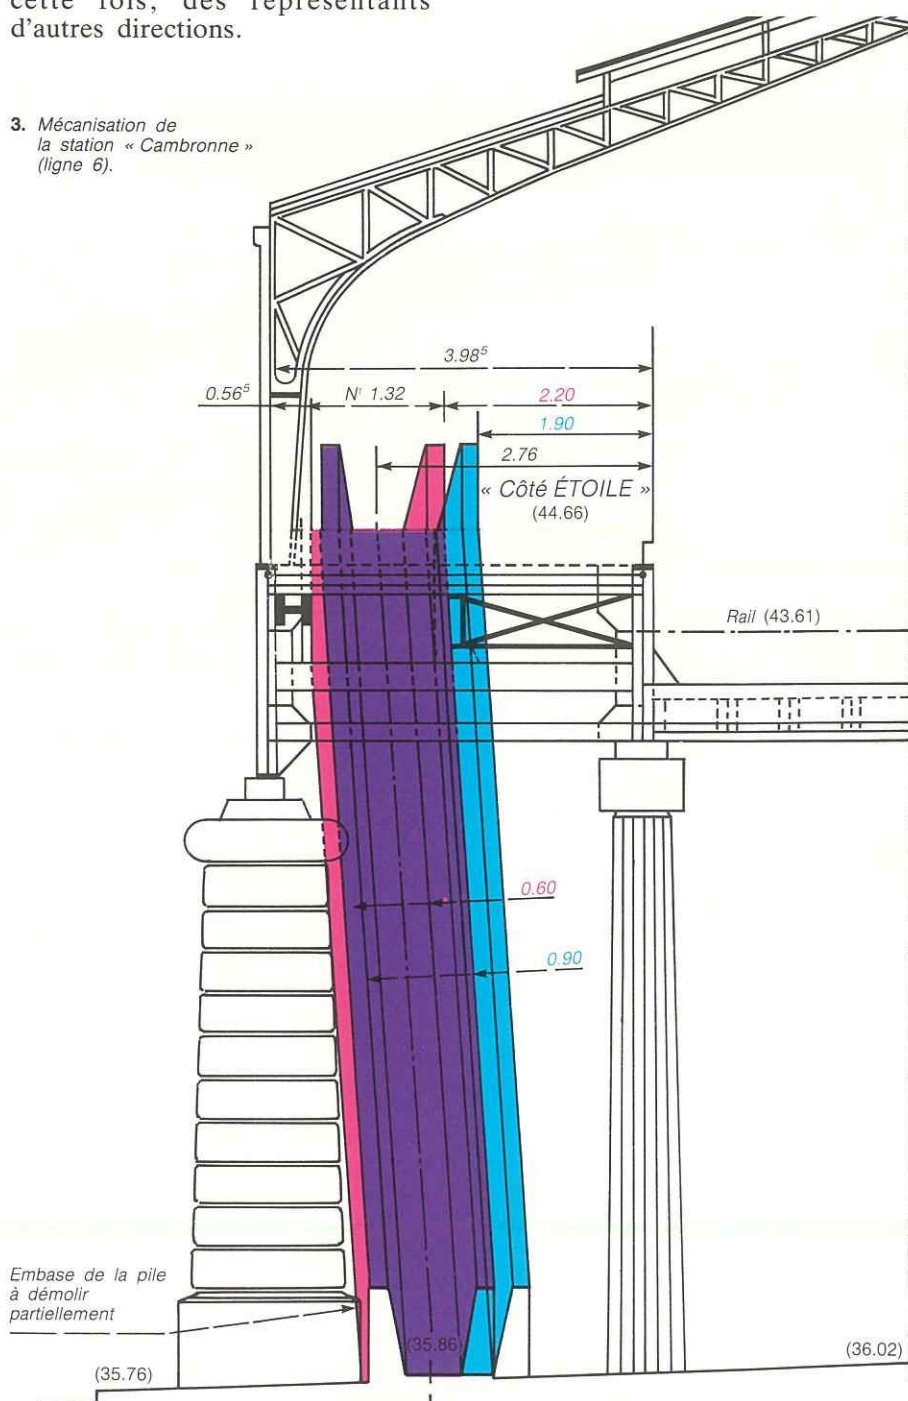 cette fois, des représentants
d'autres directions.
3. Mécanisation de
la station « Cambronne »
(ligne 6).
3.98⁵
0.56⁵
Nᵗ 1.32
2.20
1.90
2.76
« Côté ÉTOILE »
(44.66)
Rail (43.61)
0.60
0.90
Embase de la pile
à démolir
partiellement
(35.86)
(35.76)
(36.02)